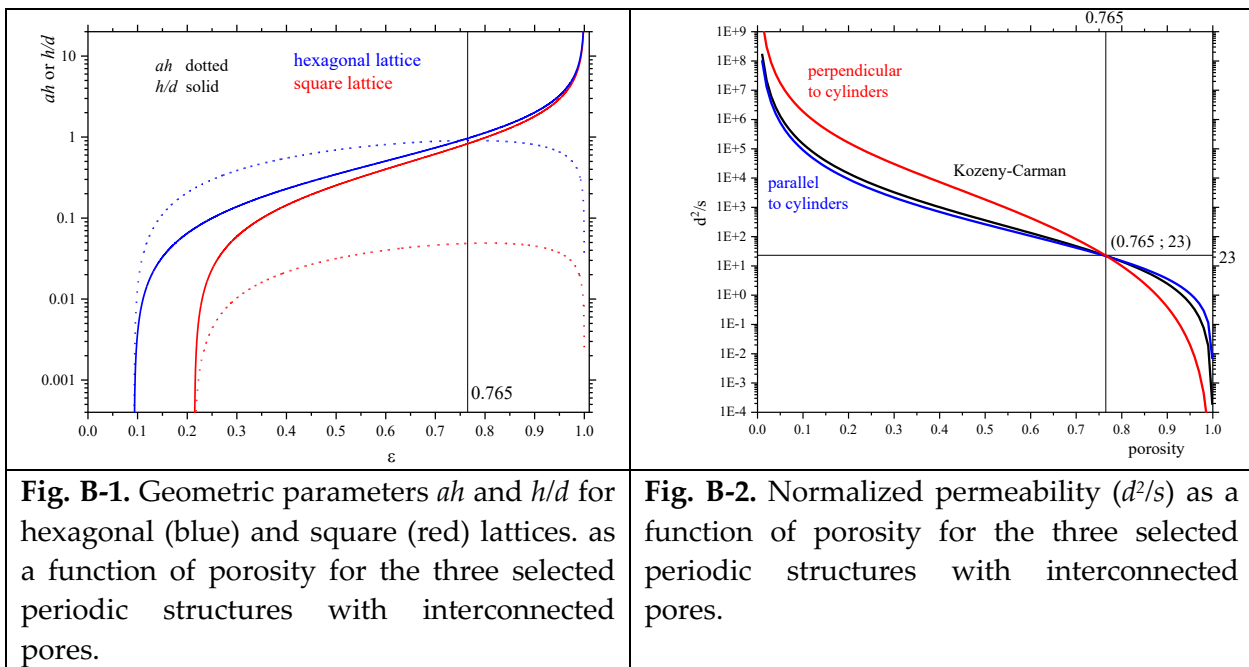 10
1
0.1
0.01
0.001
ah or h/d
ah dotted
h/d solid
hexagonal lattice
square lattice
0.765
0.0 0.1 0.2 0.3 0.4 0.5 0.6 0.7 0.8 0.9 1.0
ε
Fig. B-1. Geometric parameters ah and h/d for
hexagonal (blue) and square (red) lattices. as
a function of porosity for the three selected
periodic structures with interconnected
pores.
0.765
1E+9
1E+8
1E+7
1E+6
1E+5
1E+4
1E+3
1E+2
1E+1
1E+0
1E-1
1E-2
1E-3
1E-4
d²/s
perpendicular
to cylinders
Kozeny-Carman
parallel
to cylinders
(0.765 ; 23)
23
0.0 0.1 0.2 0.3 0.4 0.5 0.6 0.7 0.8 0.9 1.0
porosity
Fig. B-2. Normalized permeability (d²/s) as a
function of porosity for the three selected
periodic structures with interconnected
pores.